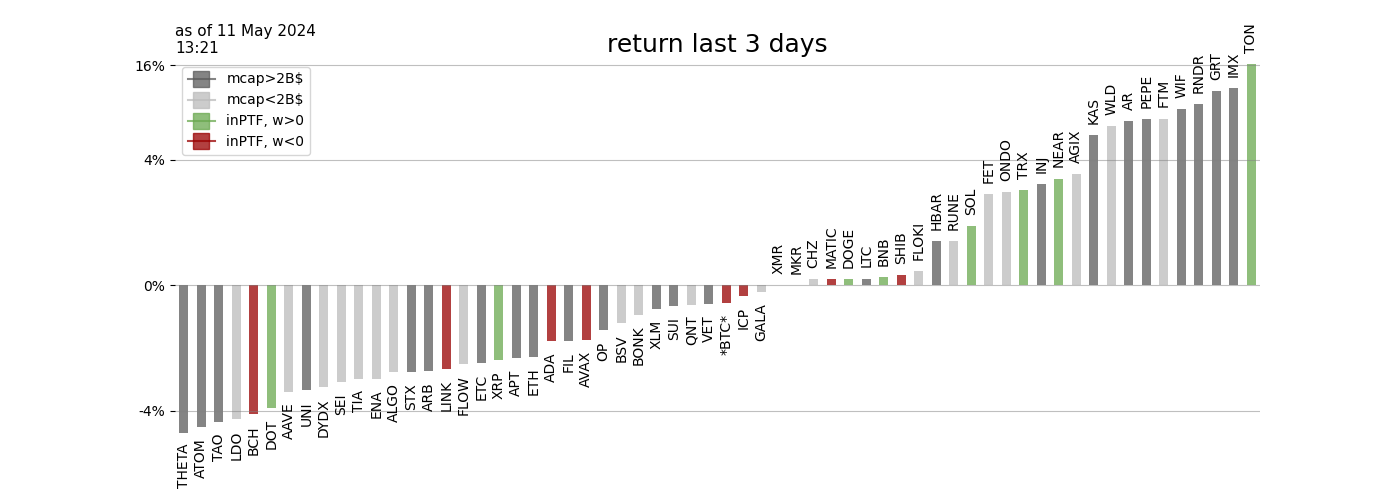 as of 11 May 2024
13:21
return last 3 days
16%
4%
0%
-4%
mcap>2B$
mcap<2B$
inPTF, w>0
inPTF, w<0
THETA
ATOM
TAO
LDO
BCH
DOT
AAVE
UNI
DYDX
SEI
TIA
ENA
ALGO
STX
ARB
LINK
FLOW
ETC
XRP
APT
ETH
ADA
FIL
AVAX
OP
BSV
BONK
XLM
SUI
QNT
VET
*BTC*
ICP
GALA
XMR
MKR
CHZ
MATIC
DOGE
LTC
BNB
SHIB
FLOKI
HBAR
RUNE
SOL
FET
ONDO
TRX
INJ
NEAR
AGIX
KAS
WLD
AR
PEPE
FTM
WIF
RNDR
GRT
IMX
TON